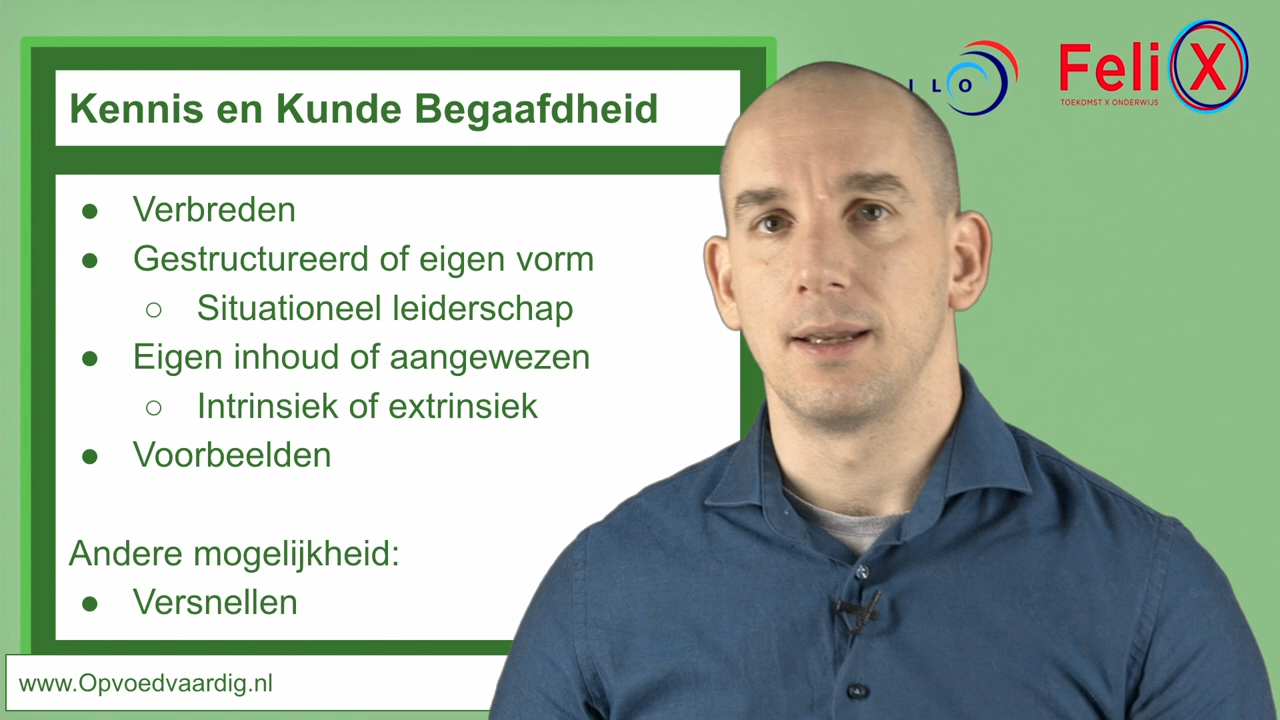 Kennis en Kunde Begaafdheid
● Verbreden
● Gestructureerd of eigen vorm
○ Situationeel leiderschap
● Eigen inhoud of aangewezen
○ Intrinsiek of extrinsiek
● Voorbeelden
Andere mogelijkheid:
● Versnellen
www.Opvoedvaardig.nl
I L O
Feli X
TOEKOMST X ONDERWIJS